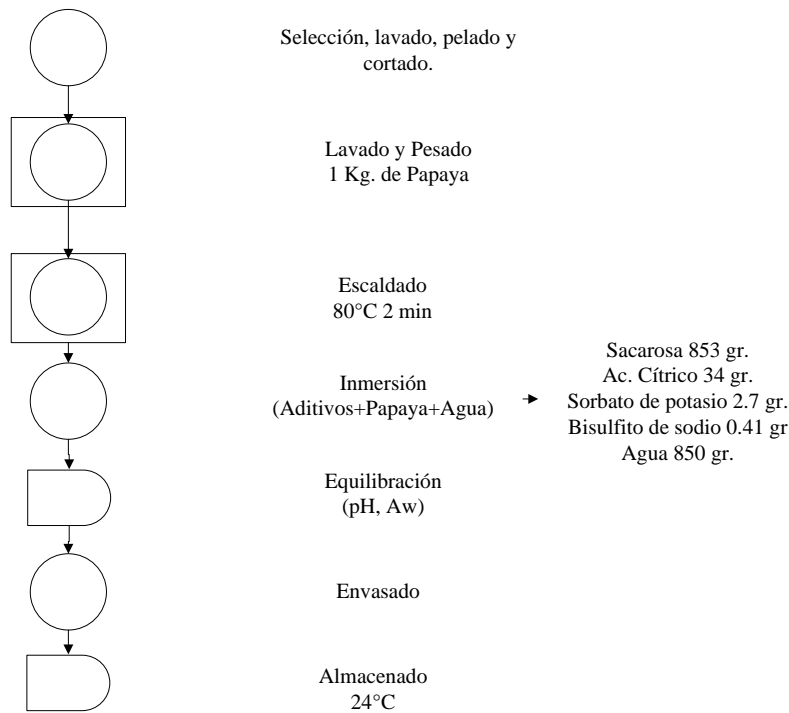 Selección, lavado, pelado y
cortado.
Lavado y Pesado
1 Kg. de Papaya
Escaldado
80°C 2 min
Inmersión
(Aditivos+Papaya+Agua)
Sacarosa 853 gr.
Ac. Cítrico 34 gr.
Sorbato de potasio 2.7 gr.
Bisulfito de sodio 0.41 gr
Agua 850 gr.
Equilibración
(pH, Aw)
Envasado
Almacenado
24°C